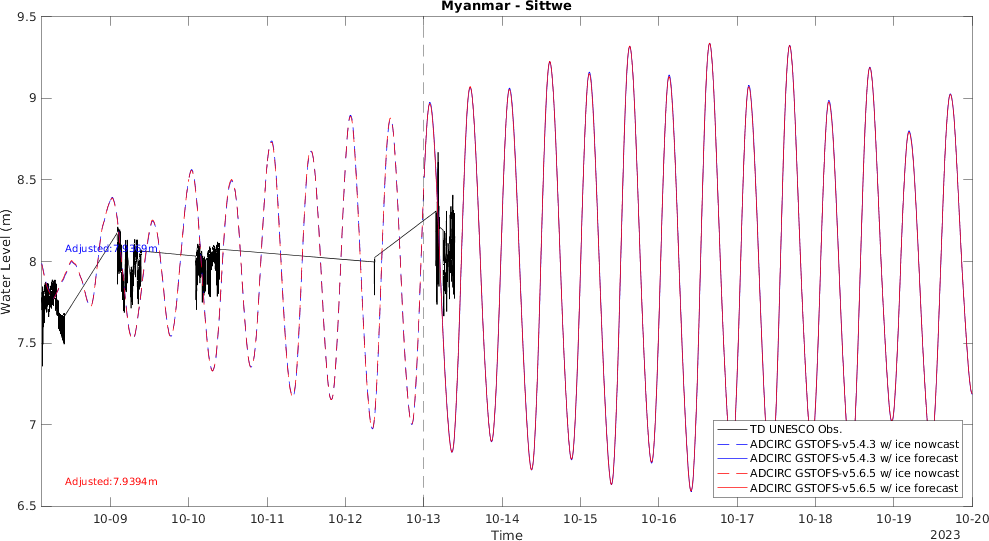 Myanmar - Sittwe
9.5
9
8.5
8
7.5
7
6.5
Water Level (m)
Adjusted:7.9369m
Adjusted:7.9394m
TD UNESCO Obs.
ADCIRC GSTOFS-v5.4.3 w/ ice nowcast
ADCIRC GSTOFS-v5.4.3 w/ ice forecast
ADCIRC GSTOFS-v5.6.5 w/ ice nowcast
ADCIRC GSTOFS-v5.6.5 w/ ice forecast
10-09 10-10 10-11 10-12 10-13 10-14 10-15 10-16 10-17 10-18 10-19 10-20
Time
2023